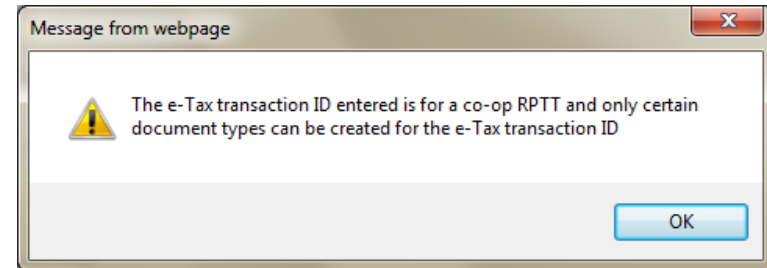 Message from webpage
The e-Tax transaction ID entered is for a co-op RPTT and only certain
document types can be created for the e-Tax transaction ID
OK